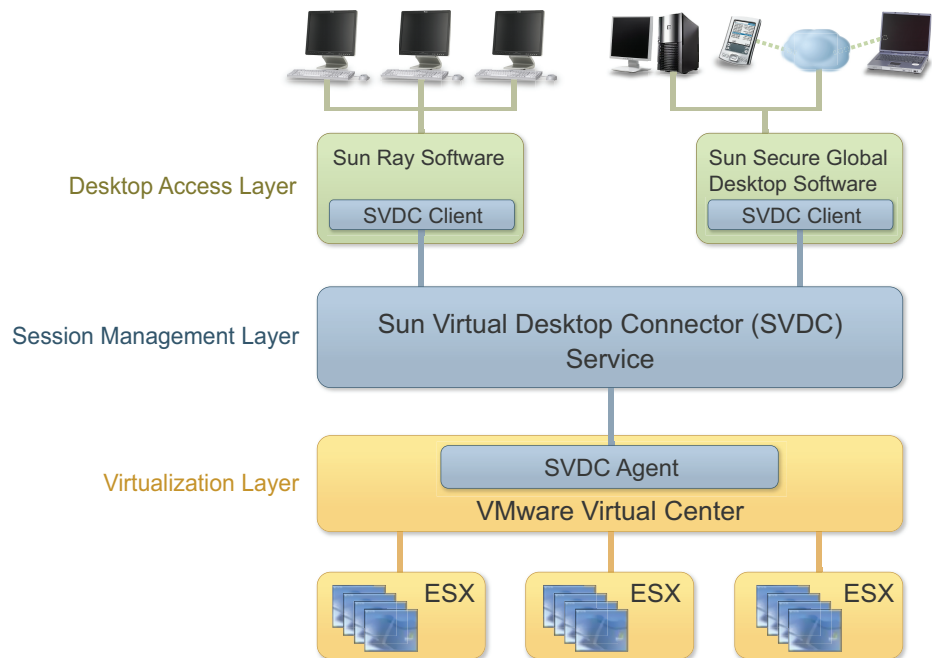 Desktop Access Layer
Sun Ray Software
SVDC Client
Sun Secure Global
Desktop Software
SVDC Client
Session Management Layer
Sun Virtual Desktop Connector (SVDC)
Service
Virtualization Layer
SVDC Agent
VMware Virtual Center
ESX
ESX
ESX